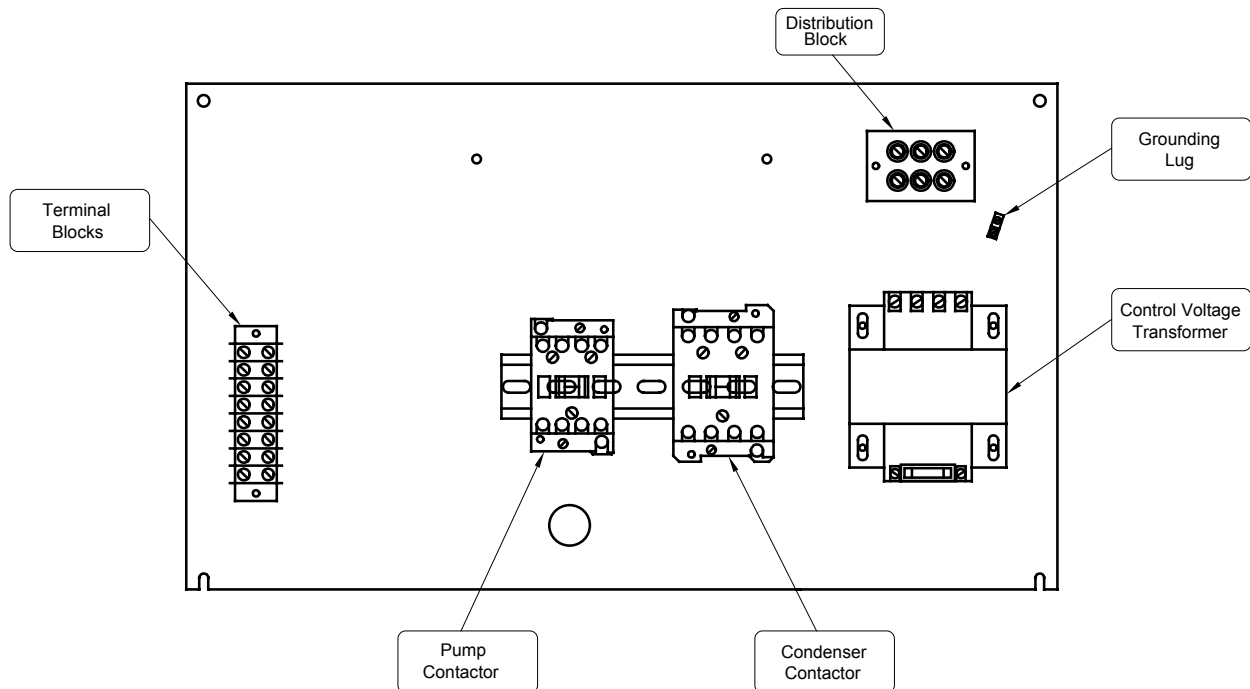 Distribution
Block
Grounding
Lug
Terminal
Blocks
Control Voltage
Transformer
Pump
Contactor
Condenser
Contactor